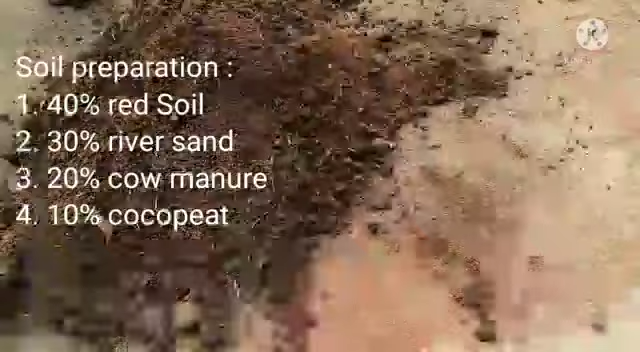 Soil preparation :
1. 40% red Soil
2. 30% river sand
3. 20% cow manure
4. 10% cocopeat